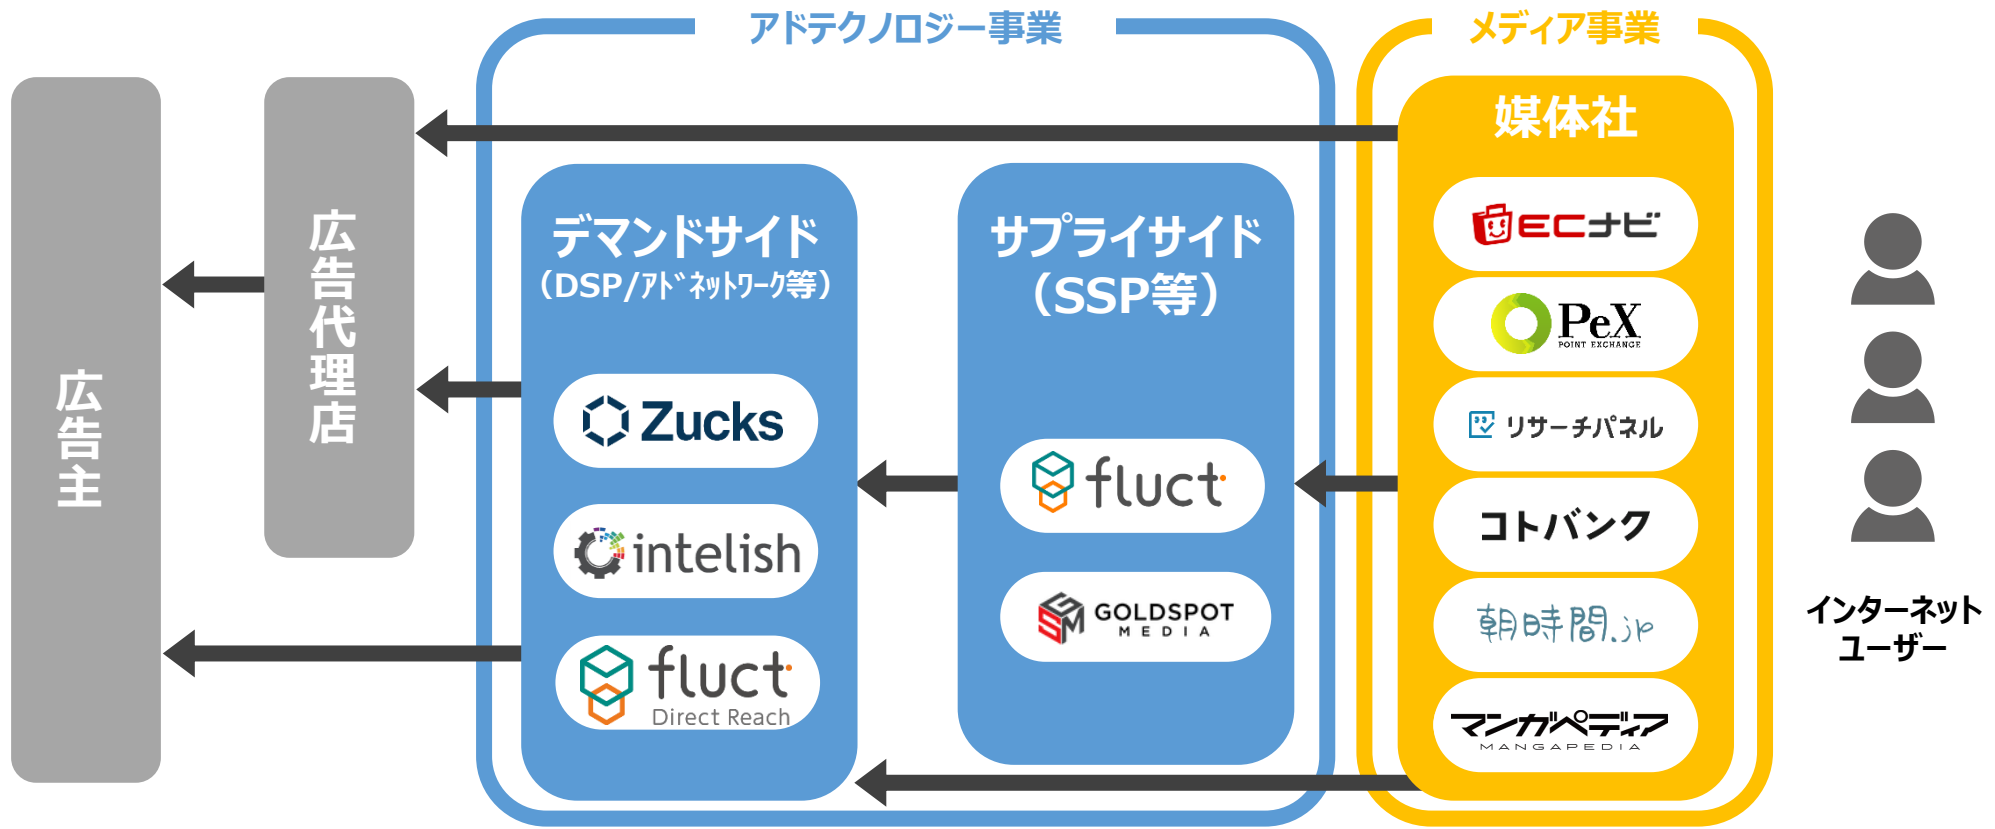 アドテクノロジー事業
メディア事業
広告主
広告代理店
デマンドサイド
（DSP/ｱﾄﾞﾈｯﾄﾜｰｸ等）
Zucks
intelish
fluct
Direct Reach
サプライサイド
（SSP等）
fluct
GSM
GOLDSPOT
MEDIA
媒体社
ECナビ
PeX
POINT EXCHANGE
リサーチパネル
コトバンク
朝時間.jp
マンガペディア
MANGAPEDIA
インターネット
ユーザー